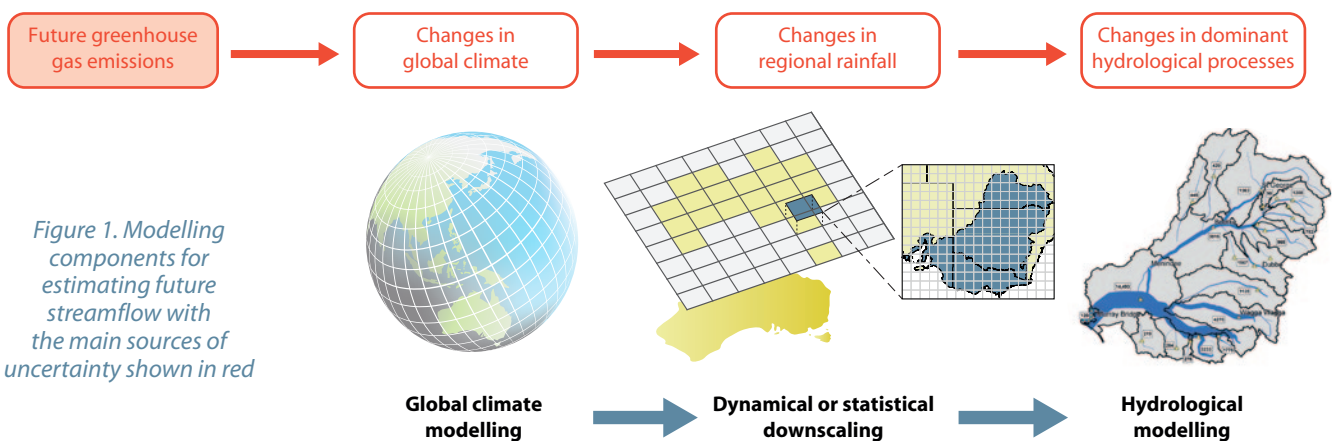 Future greenhouse
gas emissions
Changes in
global climate
Changes in
regional rainfall
Changes in dominant
hydrological processes
Figure 1. Modelling
components for
estimating future
streamflow with
the main sources of
uncertainty shown in red
Wagga Wagga
Global climate
modelling
Dynamical or statistical
downscaling
Hydrological
modelling